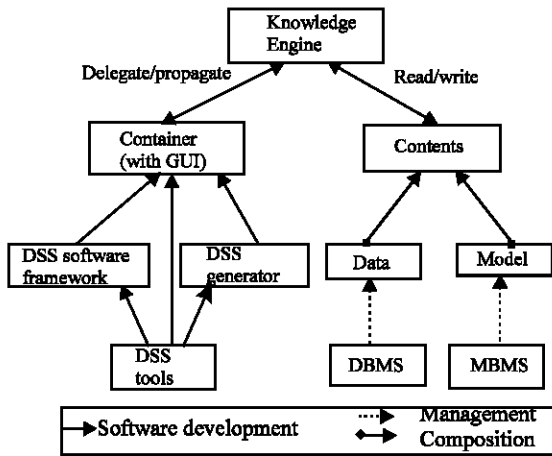 Knowledge
Engine
Delegate/propagate
Read/write
Container
(with GUI)
Contents
DSS software
framework
DSS
generator
Data
Model
DSS
tools
DBMS
MBMS
Software development
Management
Composition